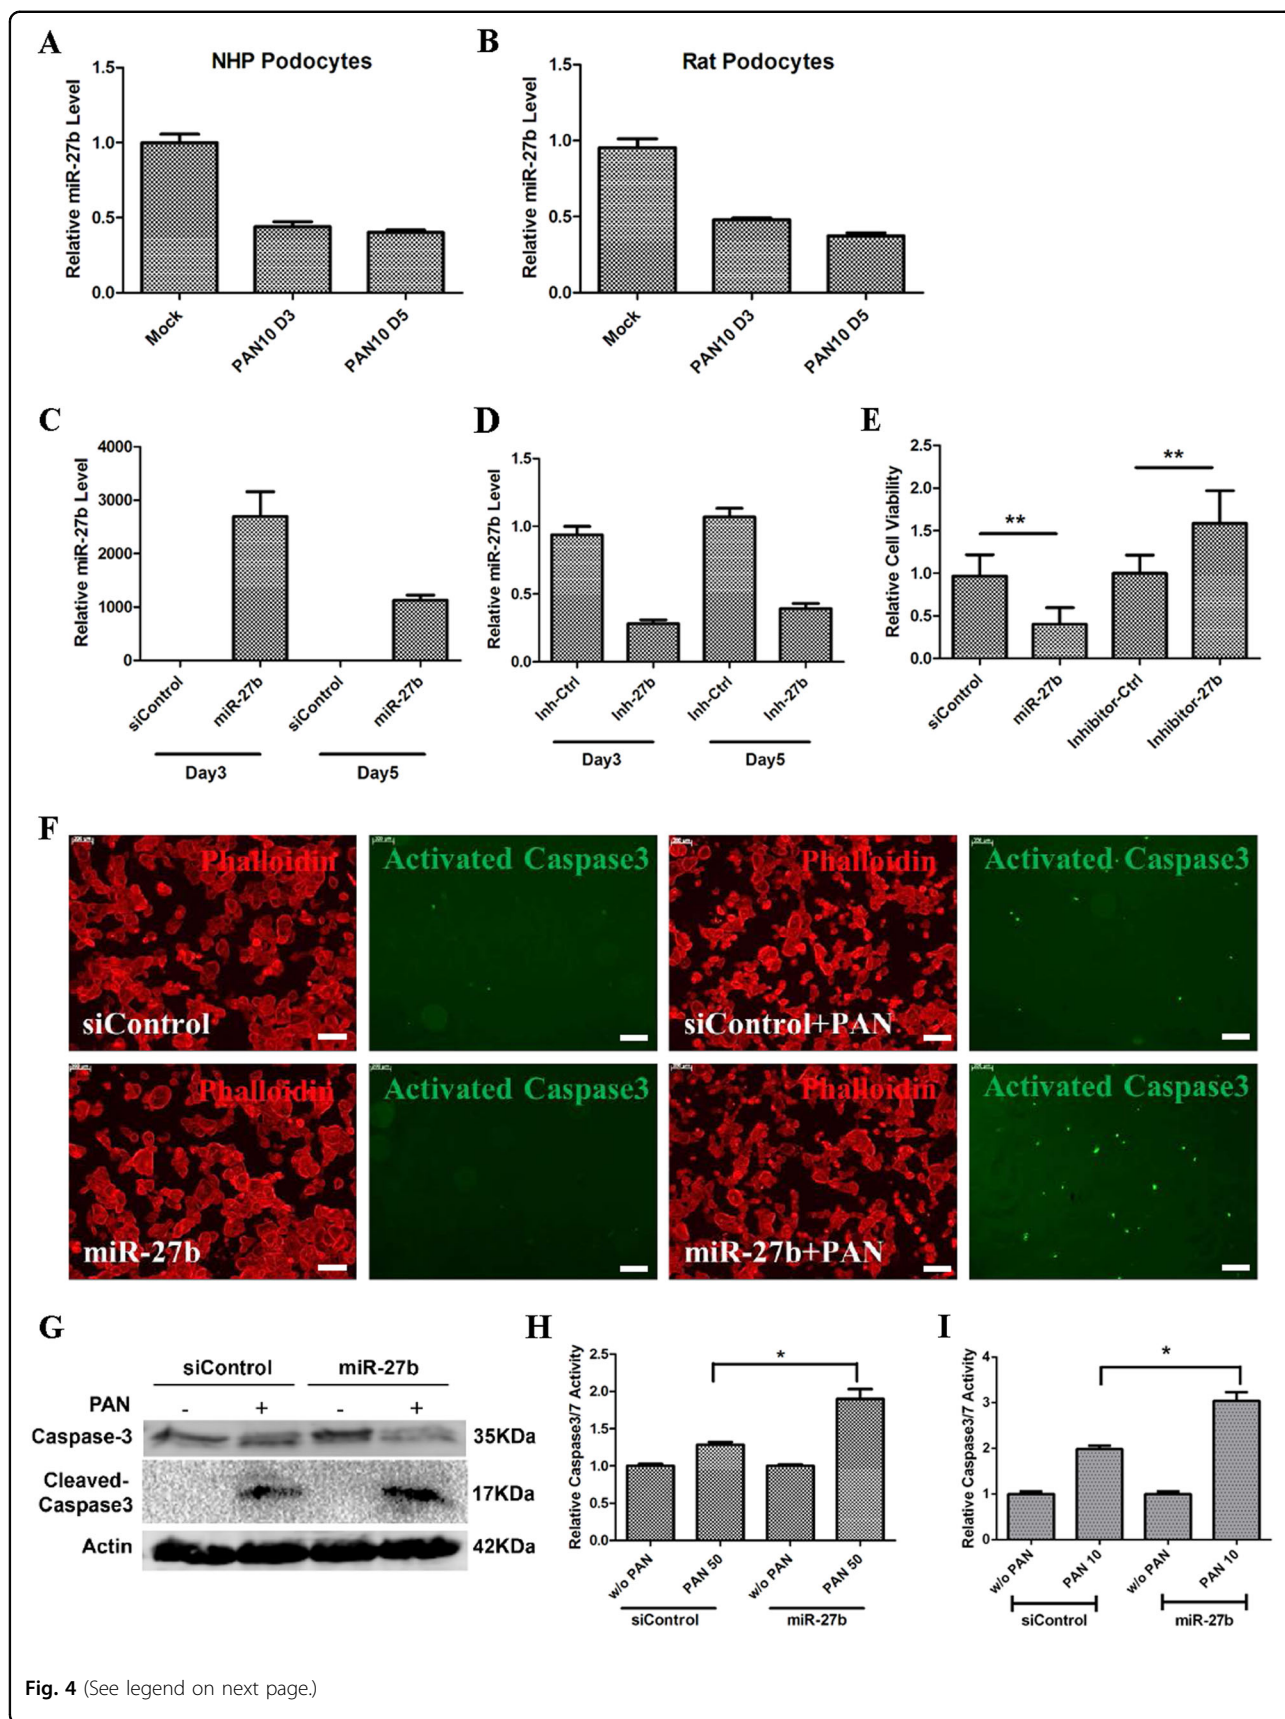 A
NHP Podocytes
Relative miR-27b Level
1.5
1.0
0.5
0.0
Mock
PAN10 D3
PAN10 D5
B
Rat Podocytes
Relative miR-27b Level
1.5
1.0
0.5
0.0
Mock
PAN10 D3
PAN10 D5
C
Relative miR-27b Level
4000
3000
2000
1000
0
siControl
miR-27b
siControl
miR-27b
Day3
Day5
D
Relative miR-27b Level
1.5
1.0
0.5
0.0
Inh-Ctrl
Inh-27b
Inh-Ctrl
Inh-27b
Day3
Day5
E
Relative Cell Viability
2.5
2.0
1.5
1.0
0.5
0.0
**
**
siControl
miR-27b
Inhibitor-Ctrl
Inhibitor-27b
F
Phalloidin
siControl
Activated Caspase3
Phalloidin
siControl+PAN
Activated Caspase3
Phalloidin
miR-27b
Activated Caspase3
Phalloidin
miR-27b+PAN
Activated Caspase3
G
siControl
miR-27b
PAN - + - +
Caspase-3 35KDa
Cleaved-
Caspase3 17KDa
Actin 42KDa
H
Relative Caspase3/7 Activity
2.5
2.0
1.5
1.0
0.5
0.0
*
w/o PAN
PAN 50
w/o PAN
PAN 50
siControl
miR-27b
I
Relative Caspase3/7 Activity
4
3
2
1
0
*
w/o PAN
PAN 10
w/o PAN
PAN 10
siControl
miR-27b
Fig. 4 (See legend on next page.)